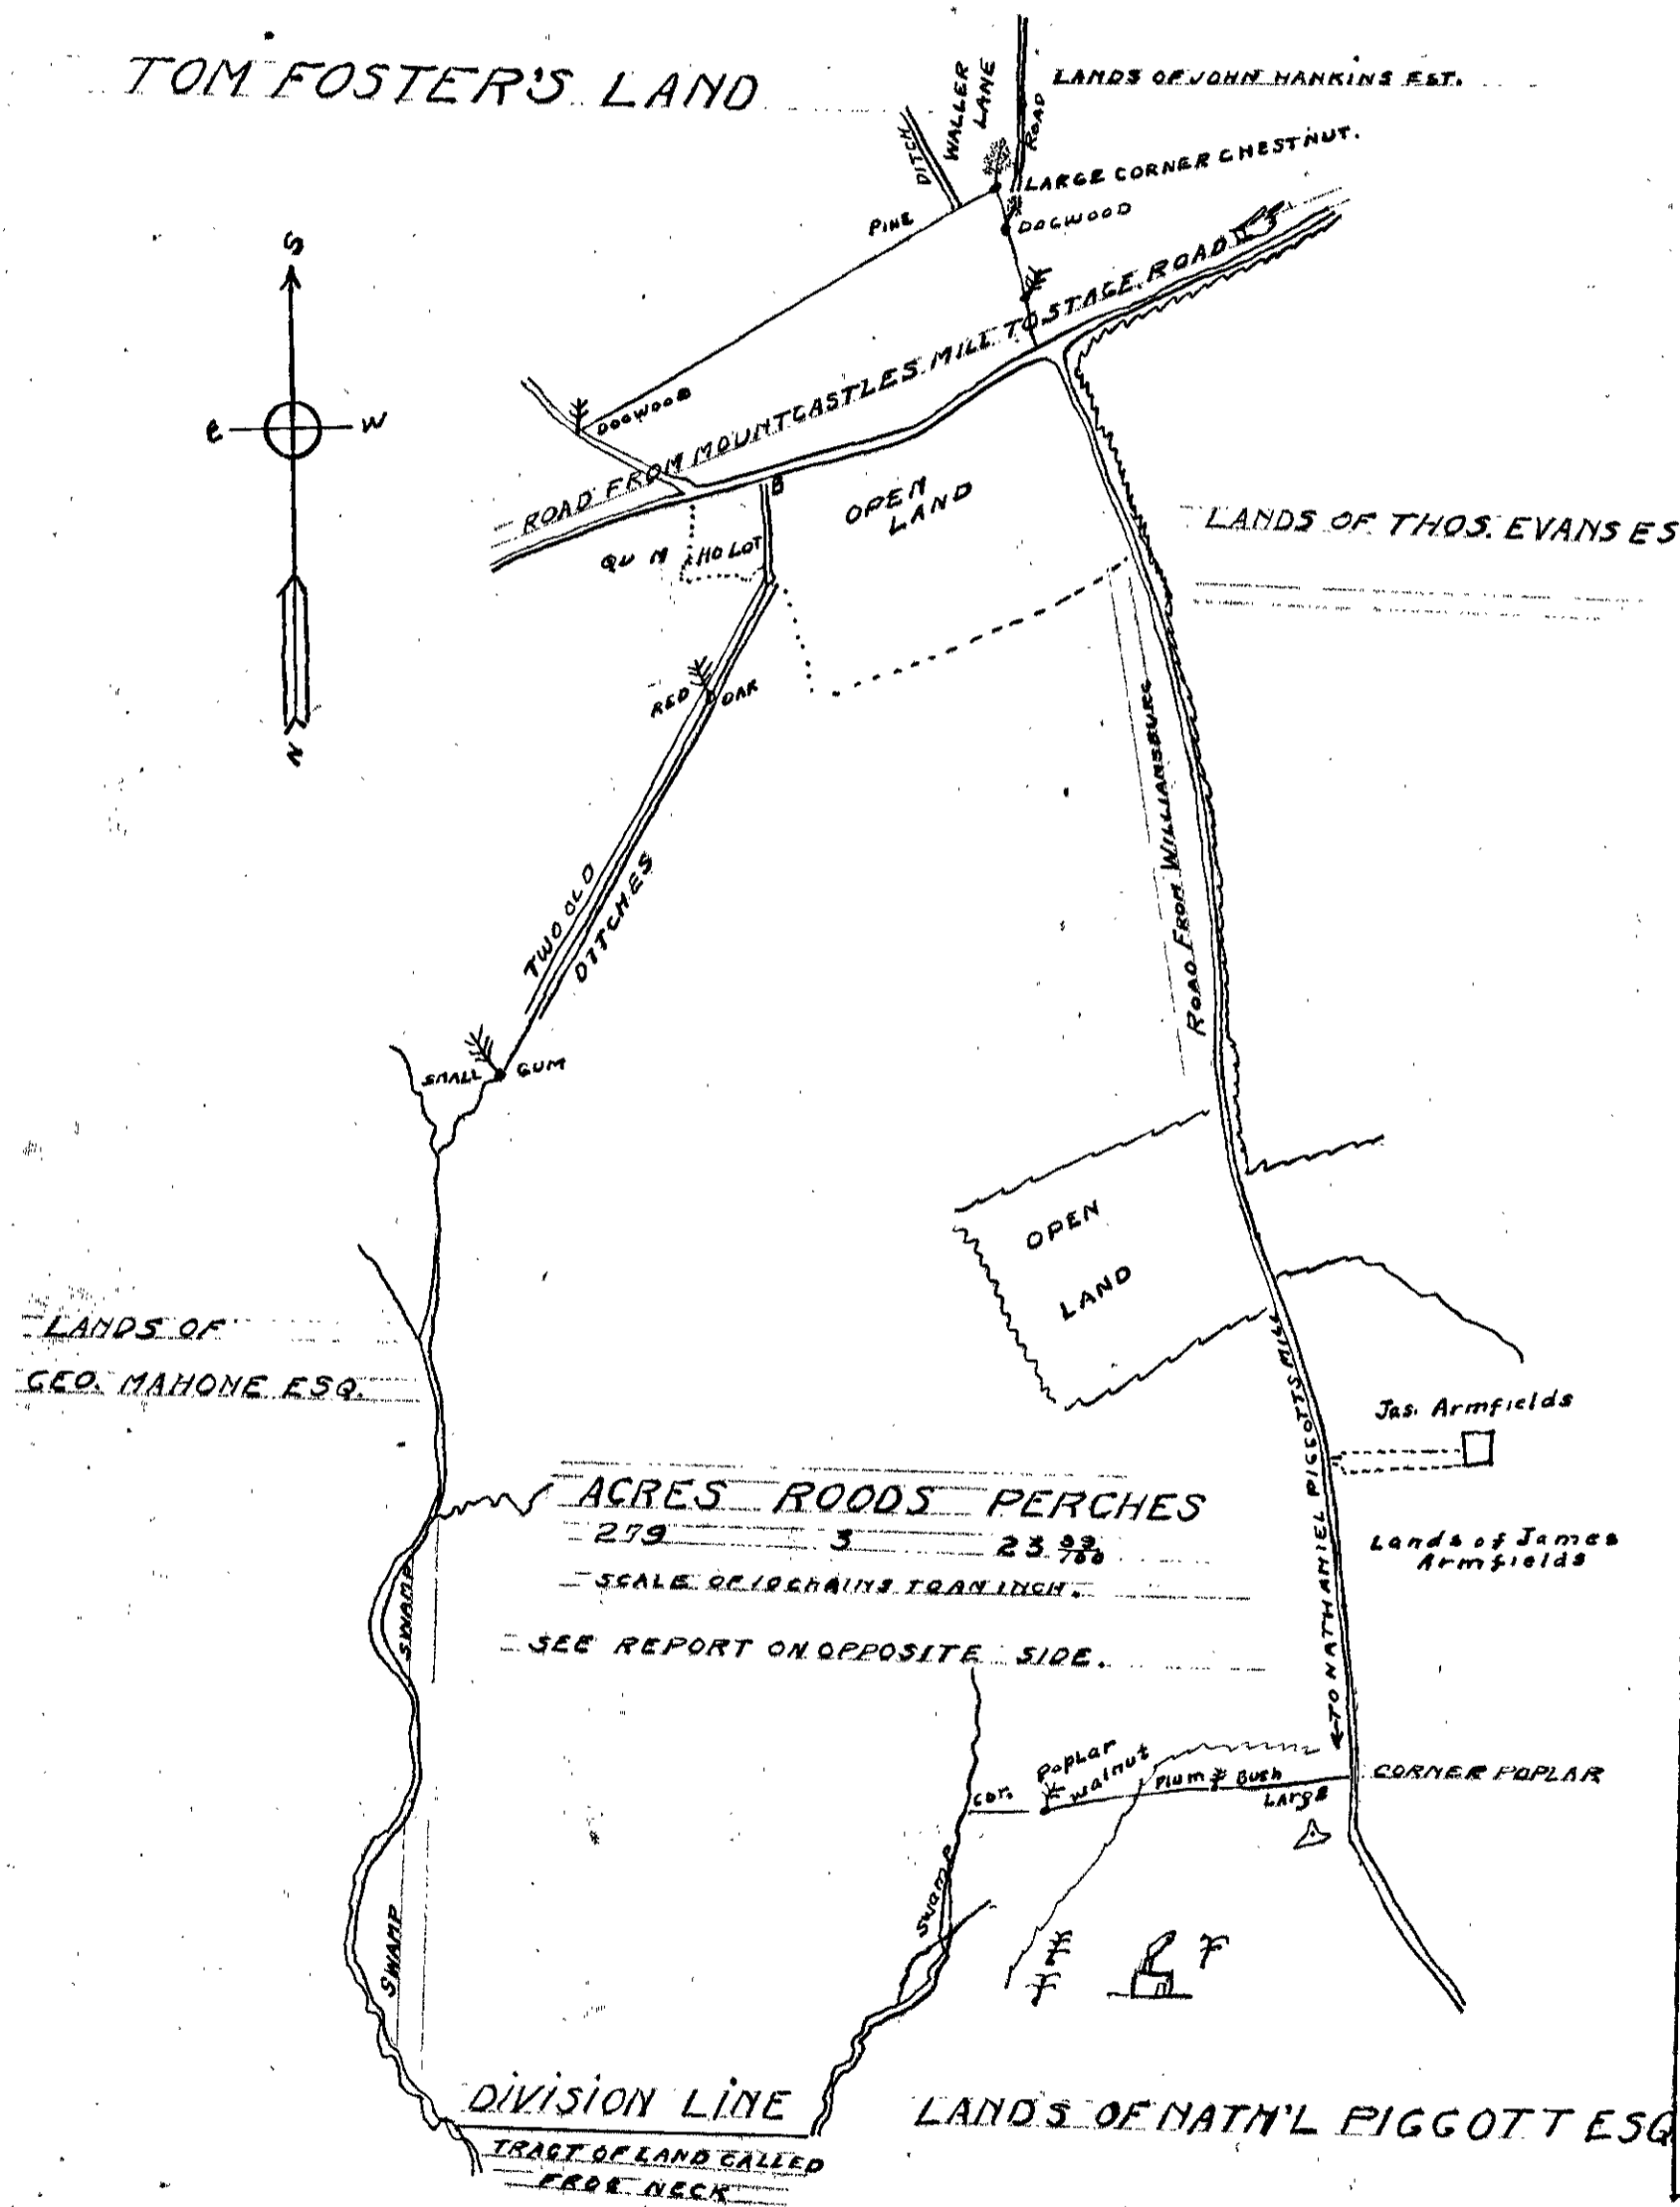 TOM FOSTER'S LAND
WALLER
LANE
ROAD
LANDS OF JOHN HANKINS EST.
DITCH
LARGE CORNER CHESTNUT.
PINE
DOGWOOD
S
E
W
N
DOGWOOD
ROAD FROM MOUNTCASTLES MILL TO STAGE ROAD
B
OPEN
LAND
LANDS OF THOS. EVANS ES
QU M HO LOT
RED OAK
ROAD FROM WILLIAMSBURG
TWO OLD
DITCHES
SMALL GUM
OPEN
LAND
LANDS OF
GEO. MAHONE ESQ.
Jas. Armfields
ACRES ROODS PERCHES
279 3 23 99/100
Lands of James
Armfields
SCALE OF 10 CHAINS TO AN INCH.
SWAMP
SEE REPORT ON OPPOSITE SIDE.
TO NATHANIEL PIGGOTTS MILL
Poplar
Cor. Walnut
Plum Bush
Large
CORNER POPLAR
SWAMP
Swamp
DIVISION LINE
LANDS OF NATH'L PIGGOTT ESQ
TRACT OF LAND CALLED
FROG NECK